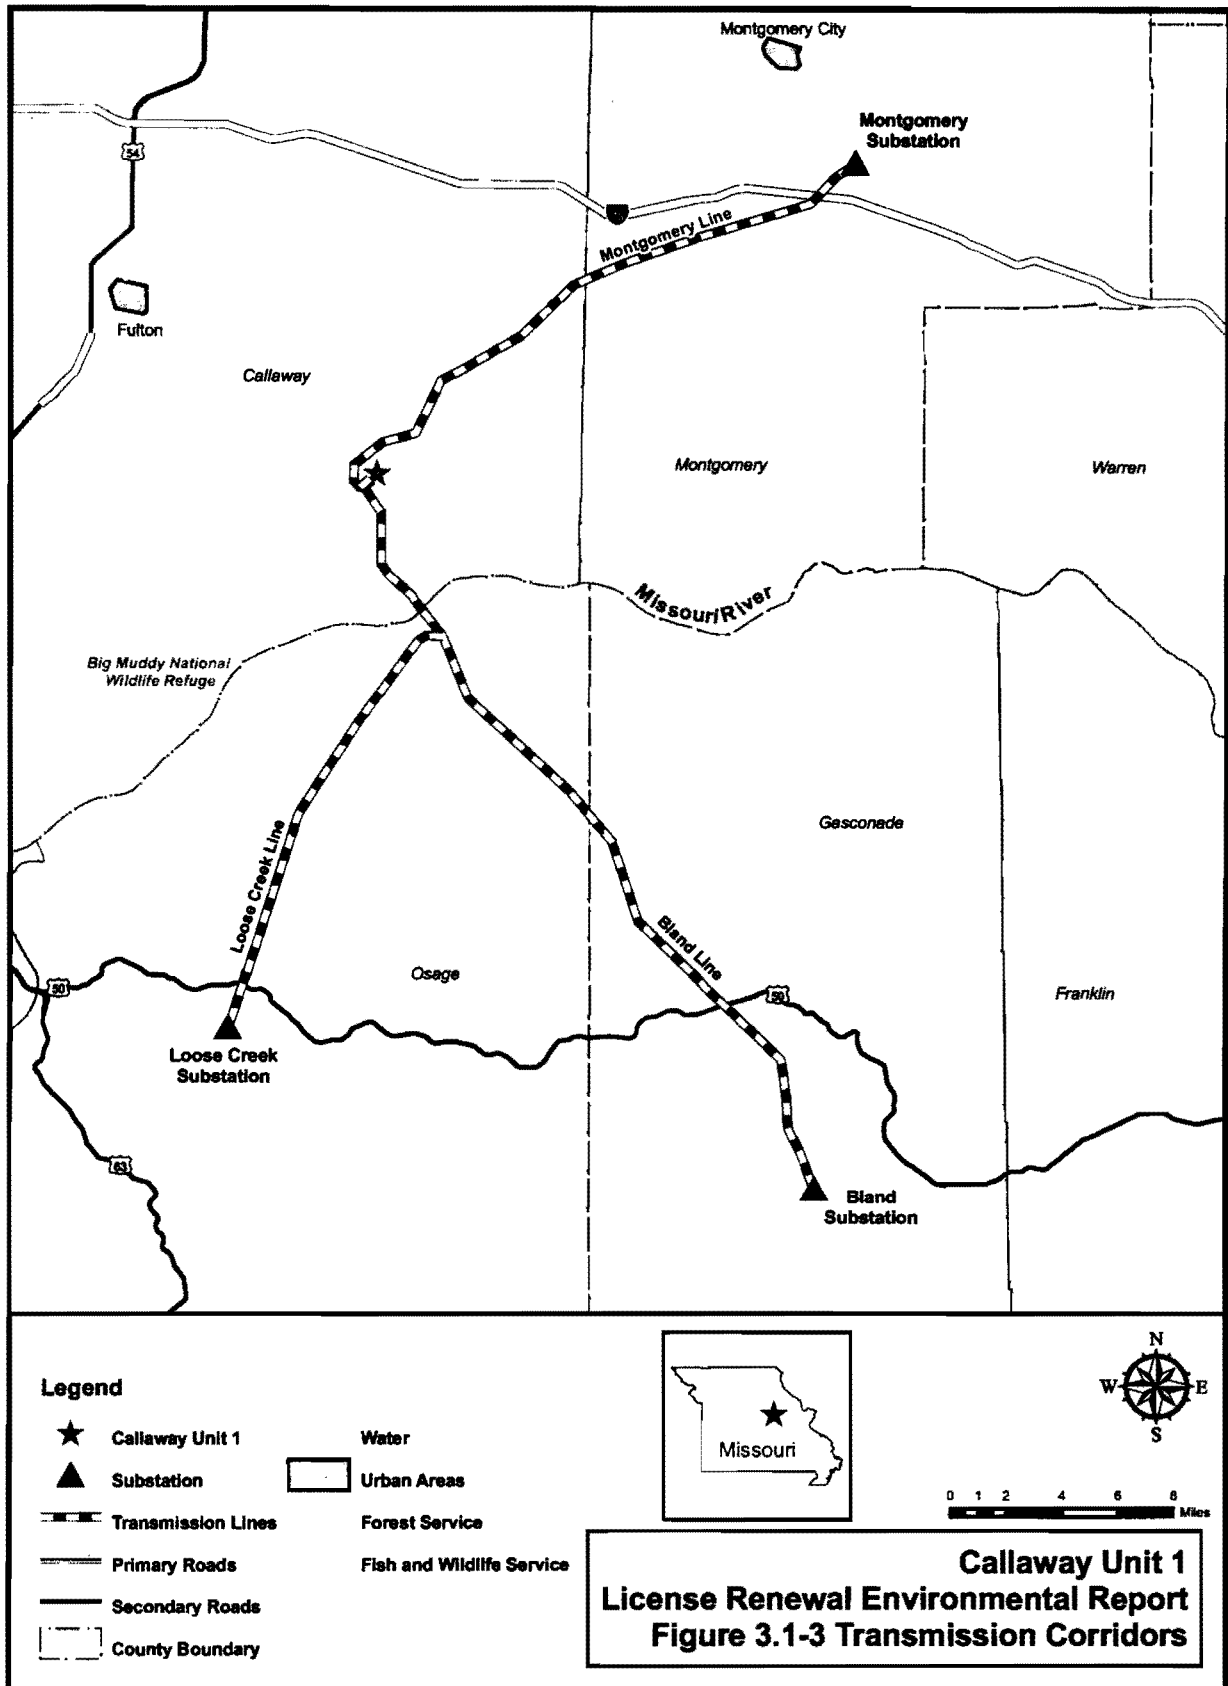 Montgomery City
Montgomery
Substation
54
Montgomery Line
Fulton
Callaway
Montgomery
Warren
Missouri River
Big Muddy National
Wildlife Refuge
Gasconade
Loose Creek Line
Bland Line
Osage
50
50
Franklin
Loose Creek
Substation
63
Bland
Substation
Legend
Callaway Unit 1
Substation
Transmission Lines
Primary Roads
Secondary Roads
County Boundary
Water
Urban Areas
Forest Service
Fish and Wildlife Service
Missouri
N
W E
S
0 1 2 4 6 8
Miles
Callaway Unit 1
License Renewal Environmental Report
Figure 3.1-3 Transmission Corridors